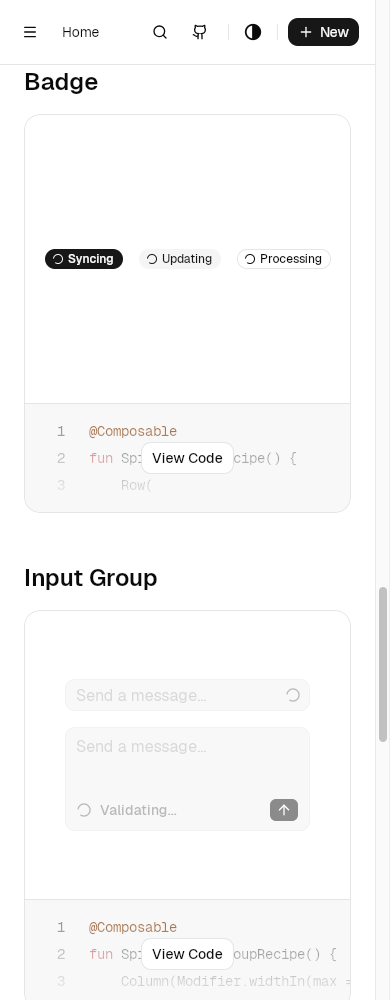 Home
New
Badge
Syncing
Updating
Processing
1 @Composable
2 fun Spi
View Code
cipe() {
3 Row(
Input Group
Send a message...
Send a message...
Validating...
1 @Composable
2 fun Spi
View Code
oupRecipe() {
3 Column(Modifier.widthIn(max =